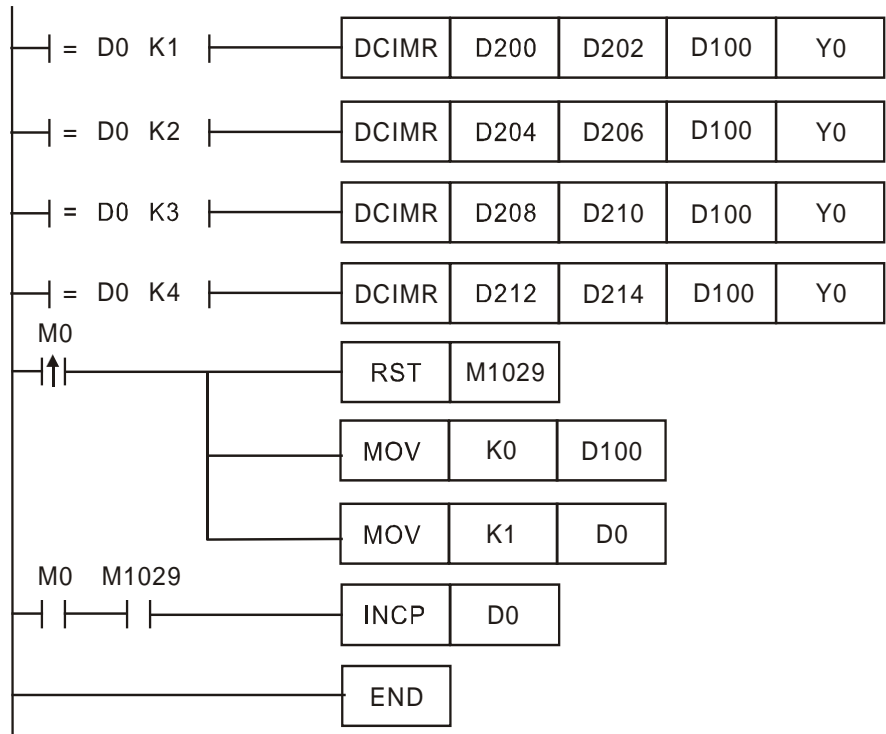 = D0 K1 DCIMR D200 D202 D100 Y0
= D0 K2 DCIMR D204 D206 D100 Y0
= D0 K3 DCIMR D208 D210 D100 Y0
= D0 K4 DCIMR D212 D214 D100 Y0
M0
RST M1029
MOV K0 D100
MOV K1 D0
M0 M1029
INCP D0
END